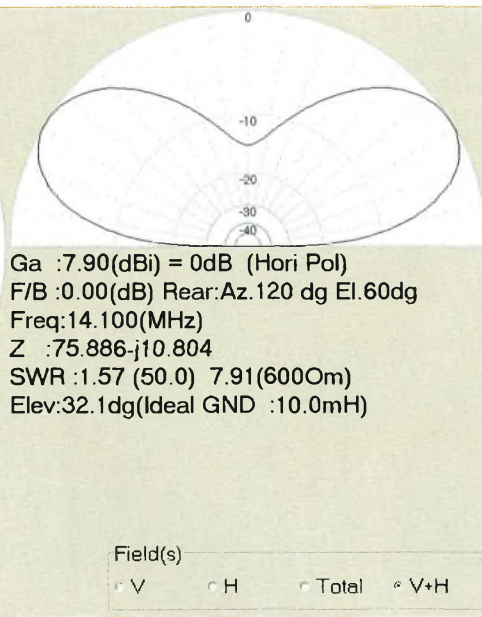 0
-10
-20
-30
-40
Ga :7.90(dBi) = 0dB (Hori Pol)
F/B :0.00(dB) Rear:Az.120 dg El.60dg
Freq:14.100(MHz)
Z :75.886-j10.804
SWR :1.57 (50.0) 7.91(600Om)
Elev:32.1dg(Ideal GND :10.0mH)
Field(s)
V H Total V+H